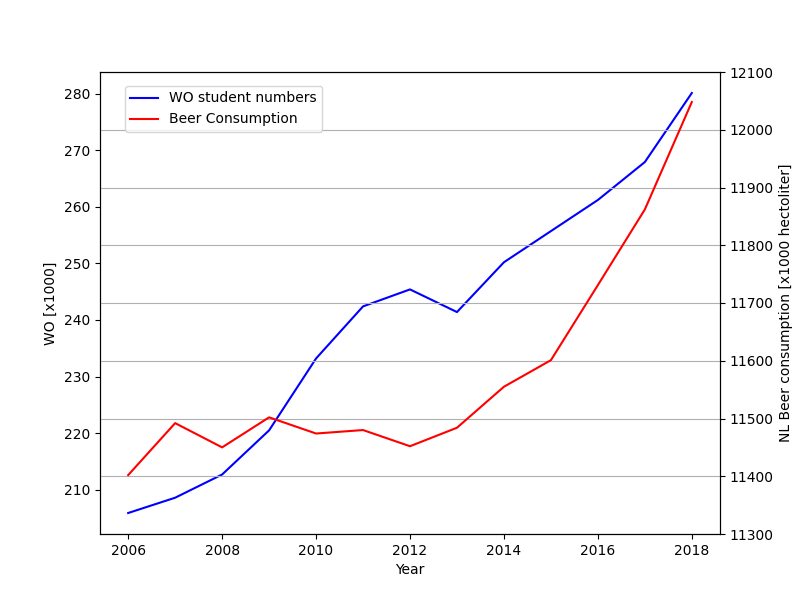 WO student numbers
Beer Consumption
280
270
260
250
240
230
220
210
WO [x1000]
12100
12000
11900
11800
11700
11600
11500
11400
11300
NL Beer consumption [x1000 hectoliter]
2006 2008 2010 2012 2014 2016 2018
Year